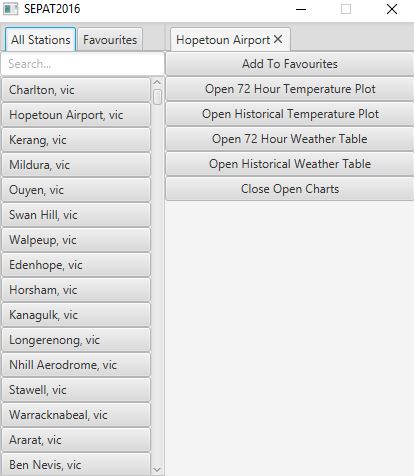 SEPAT2016
All Stations
Favourites
Hopetoun Airport
Search...
Charlton, vic
Hopetoun Airport, vic
Kerang, vic
Mildura, vic
Ouyen, vic
Swan Hill, vic
Walpeup, vic
Edenhope, vic
Horsham, vic
Kanagulk, vic
Longerenong, vic
Nhill Aerodrome, vic
Stawell, vic
Warracknabeal, vic
Ararat, vic
Ben Nevis, vic
Add To Favourites
Open 72 Hour Temperature Plot
Open Historical Temperature Plot
Open 72 Hour Weather Table
Open Historical Weather Table
Close Open Charts